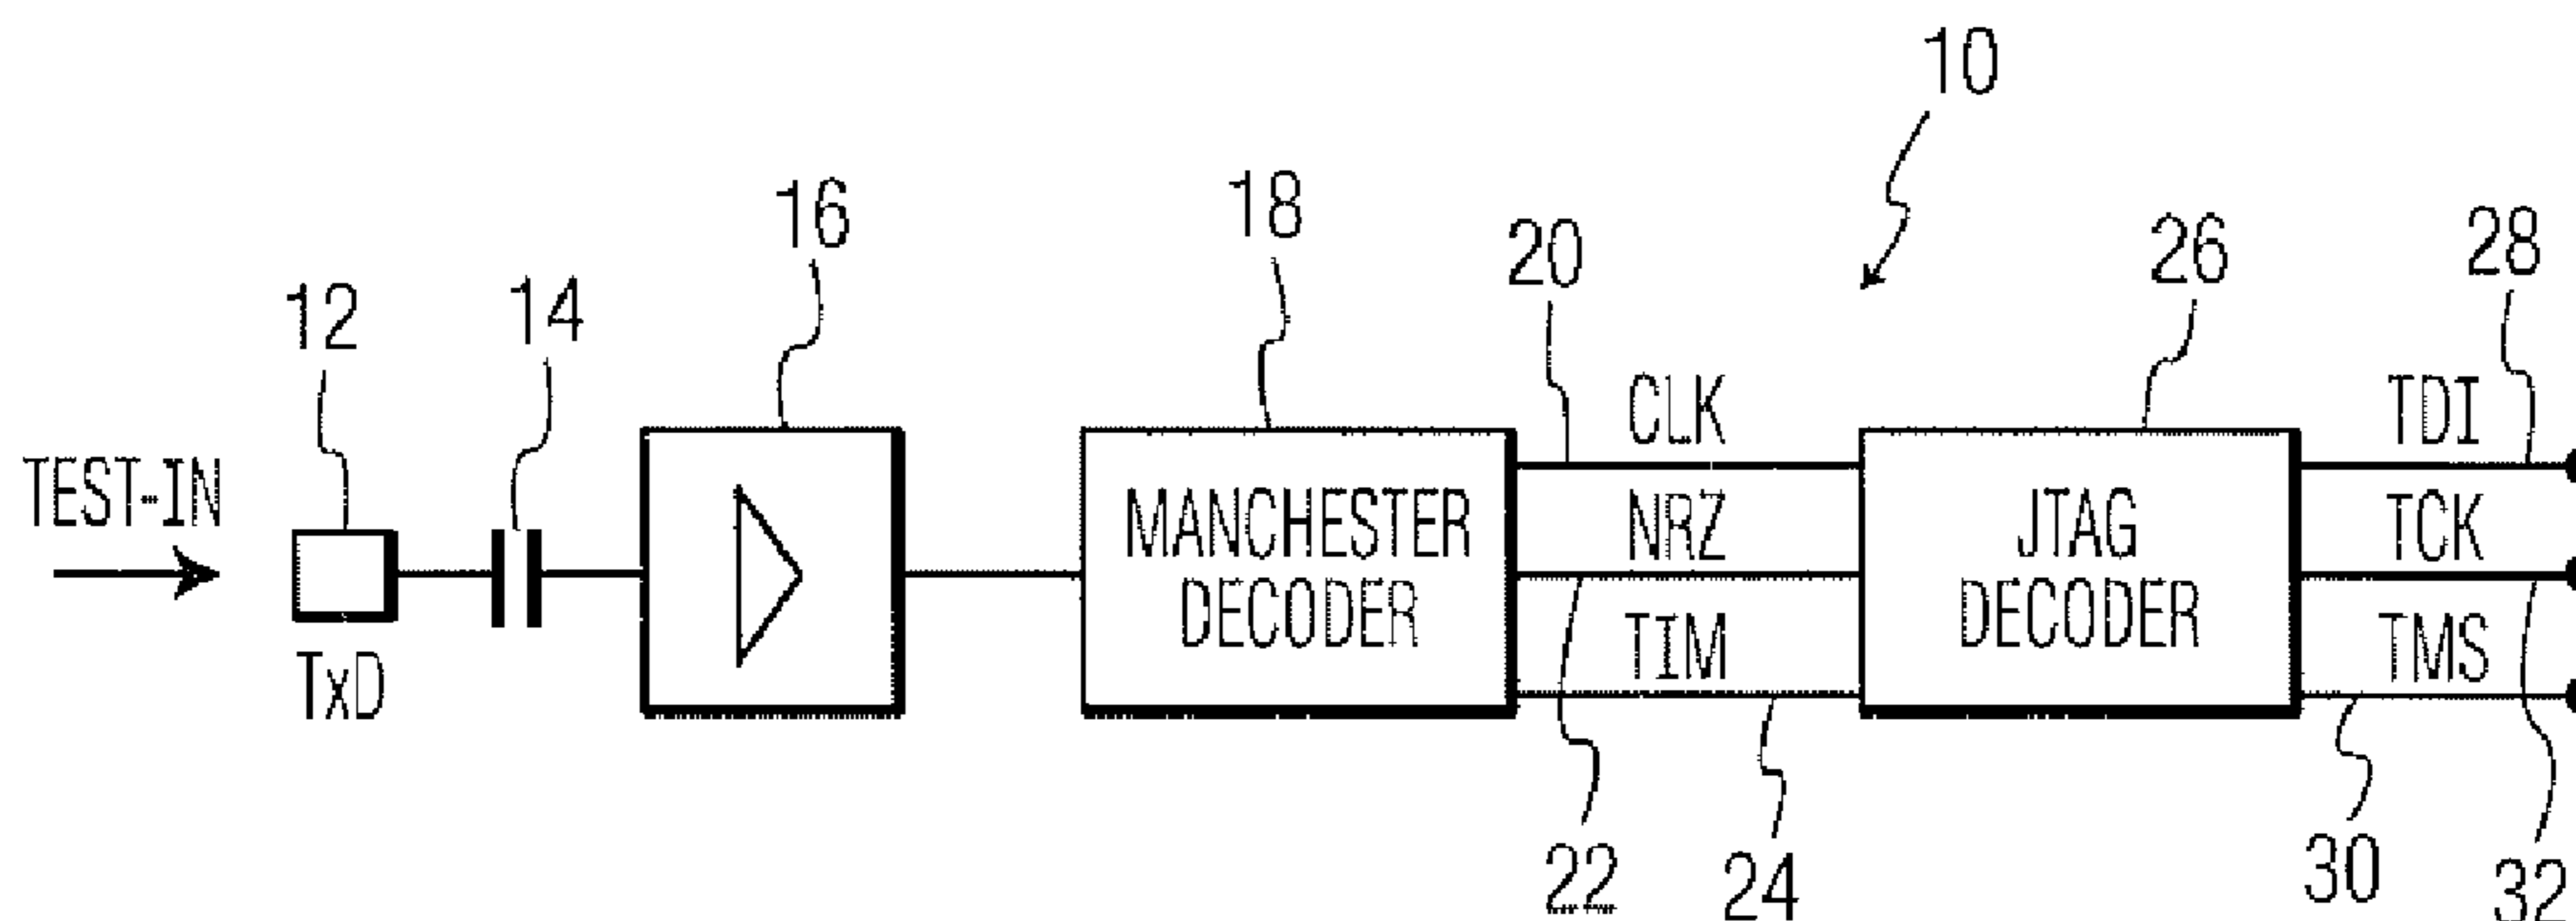 10
16
18
20
26
28
12
14
CLK
TDI
TEST-IN
MANCHESTER
DECODER
NRZ
JTAG
DECODER
TCK
TxD
TIM
TMS
22
24
30
32